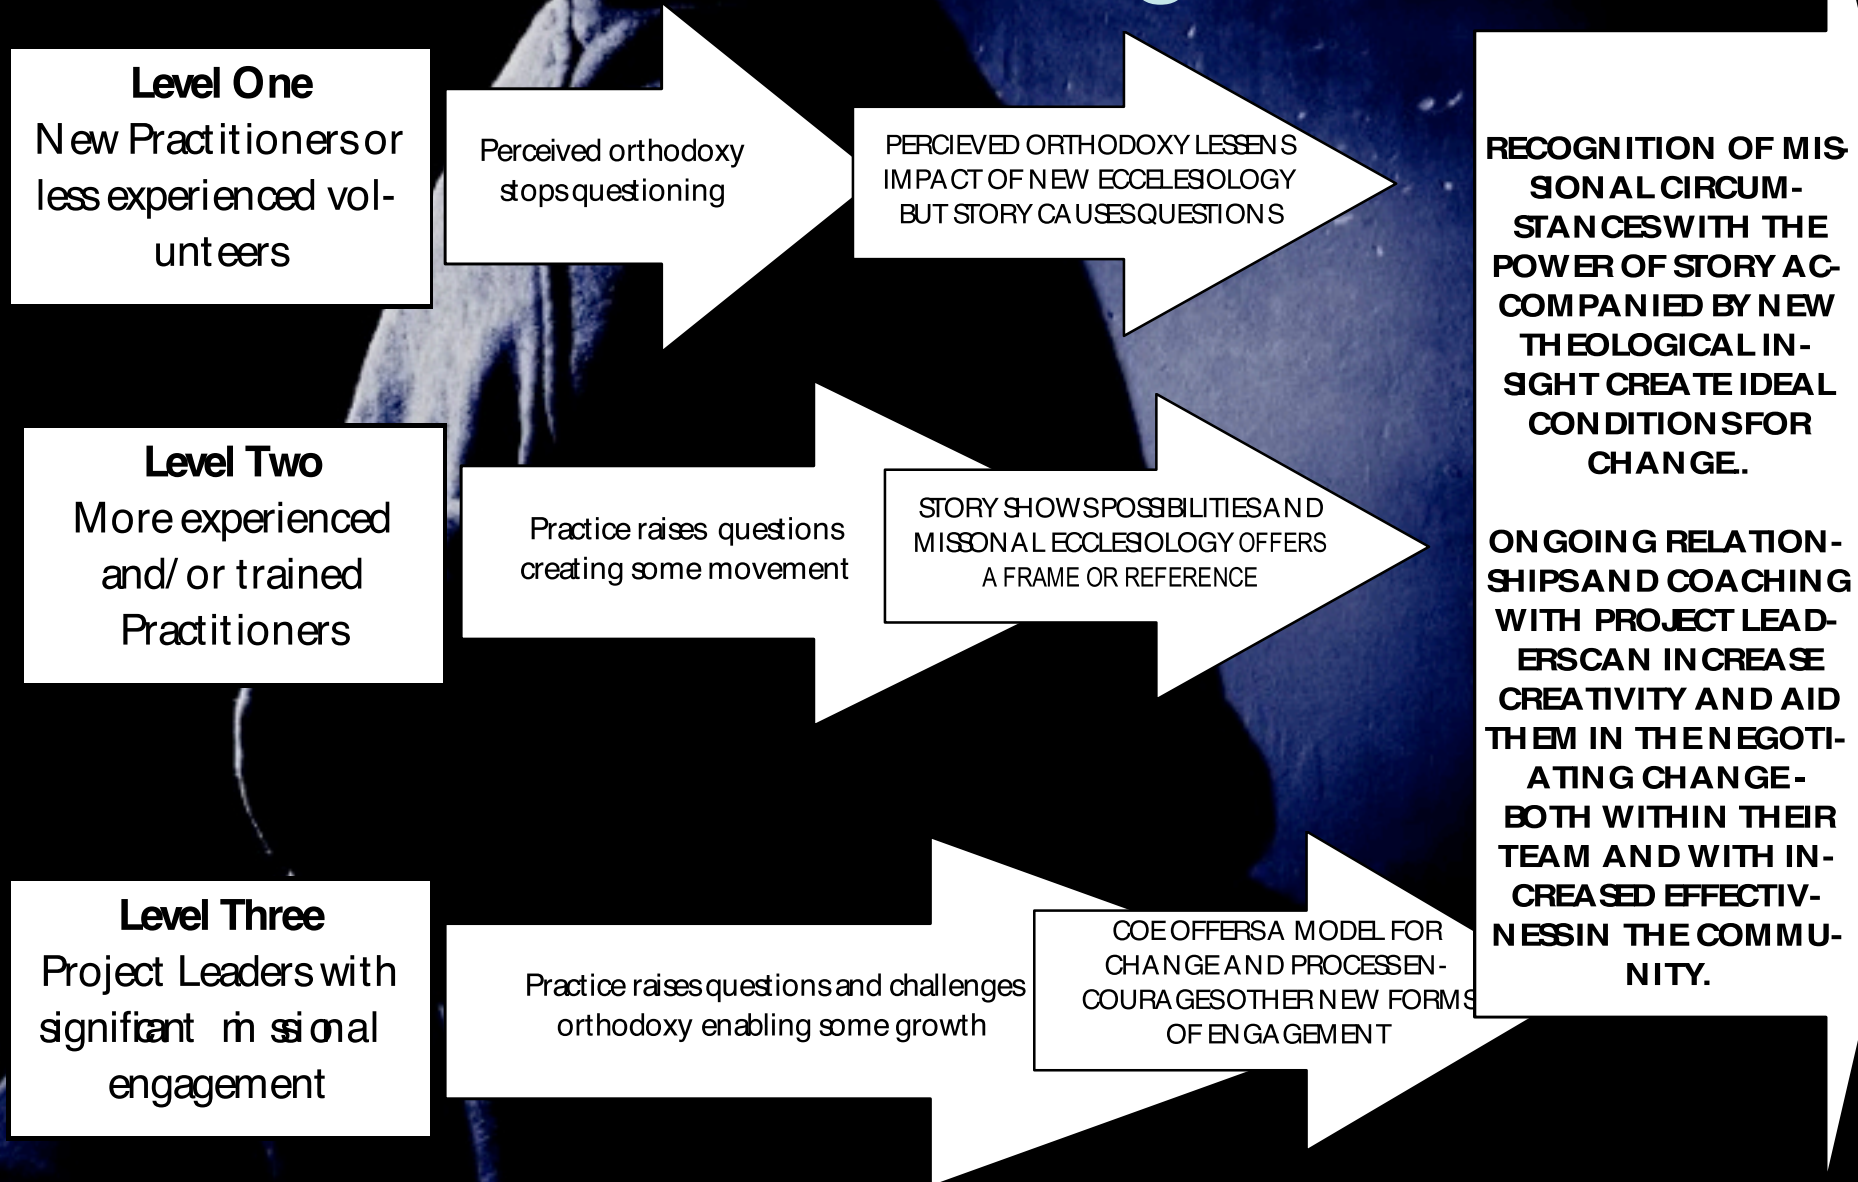 Level One
New Practitioners or
less experienced vol-
unteers
Perceived orthodoxy
stops questioning
PERCIEVED ORTHODOXY LESSENS
IMPACT OF NEW ECCELESIOLOGY
BUT STORY CAUSES QUESTIONS
Level Two
More experienced
and/ or trained
Practitioners
Practice raises questions
creating some movement
STORY SHOWS POSSIBILITIES AND
MISSONAL ECCLESIOLOGY OFFERS
A FRAME OR REFERENCE
Level Three
Project Leaders with
significant missional
engagement
Practice raises questions and challenges
orthodoxy enabling some growth
COE OFFERS A MODEL FOR
CHANGE AND PROCESS EN-
COURAGES OTHER NEW FORMS
OF ENGAGEMENT
RECOGNITION OF MIS-
SIONAL CIRCUM-
STANCES WITH THE
POWER OF STORY AC-
COMPANIED BY NEW
THEOLOGICAL IN-
SIGHT CREATE IDEAL
CONDITIONS FOR
CHANGE..
ONGOING RELATION-
SHIPS AND COACHING
WITH PROJECT LEAD-
ERS CAN INCREASE
CREATIVITY AND AID
THEM IN THE NEGOTI-
ATING CHANGE -
BOTH WITHIN THEIR
TEAM AND WITH IN-
CREASED EFFECTIV-
NESS IN THE COMMU-
NITY.